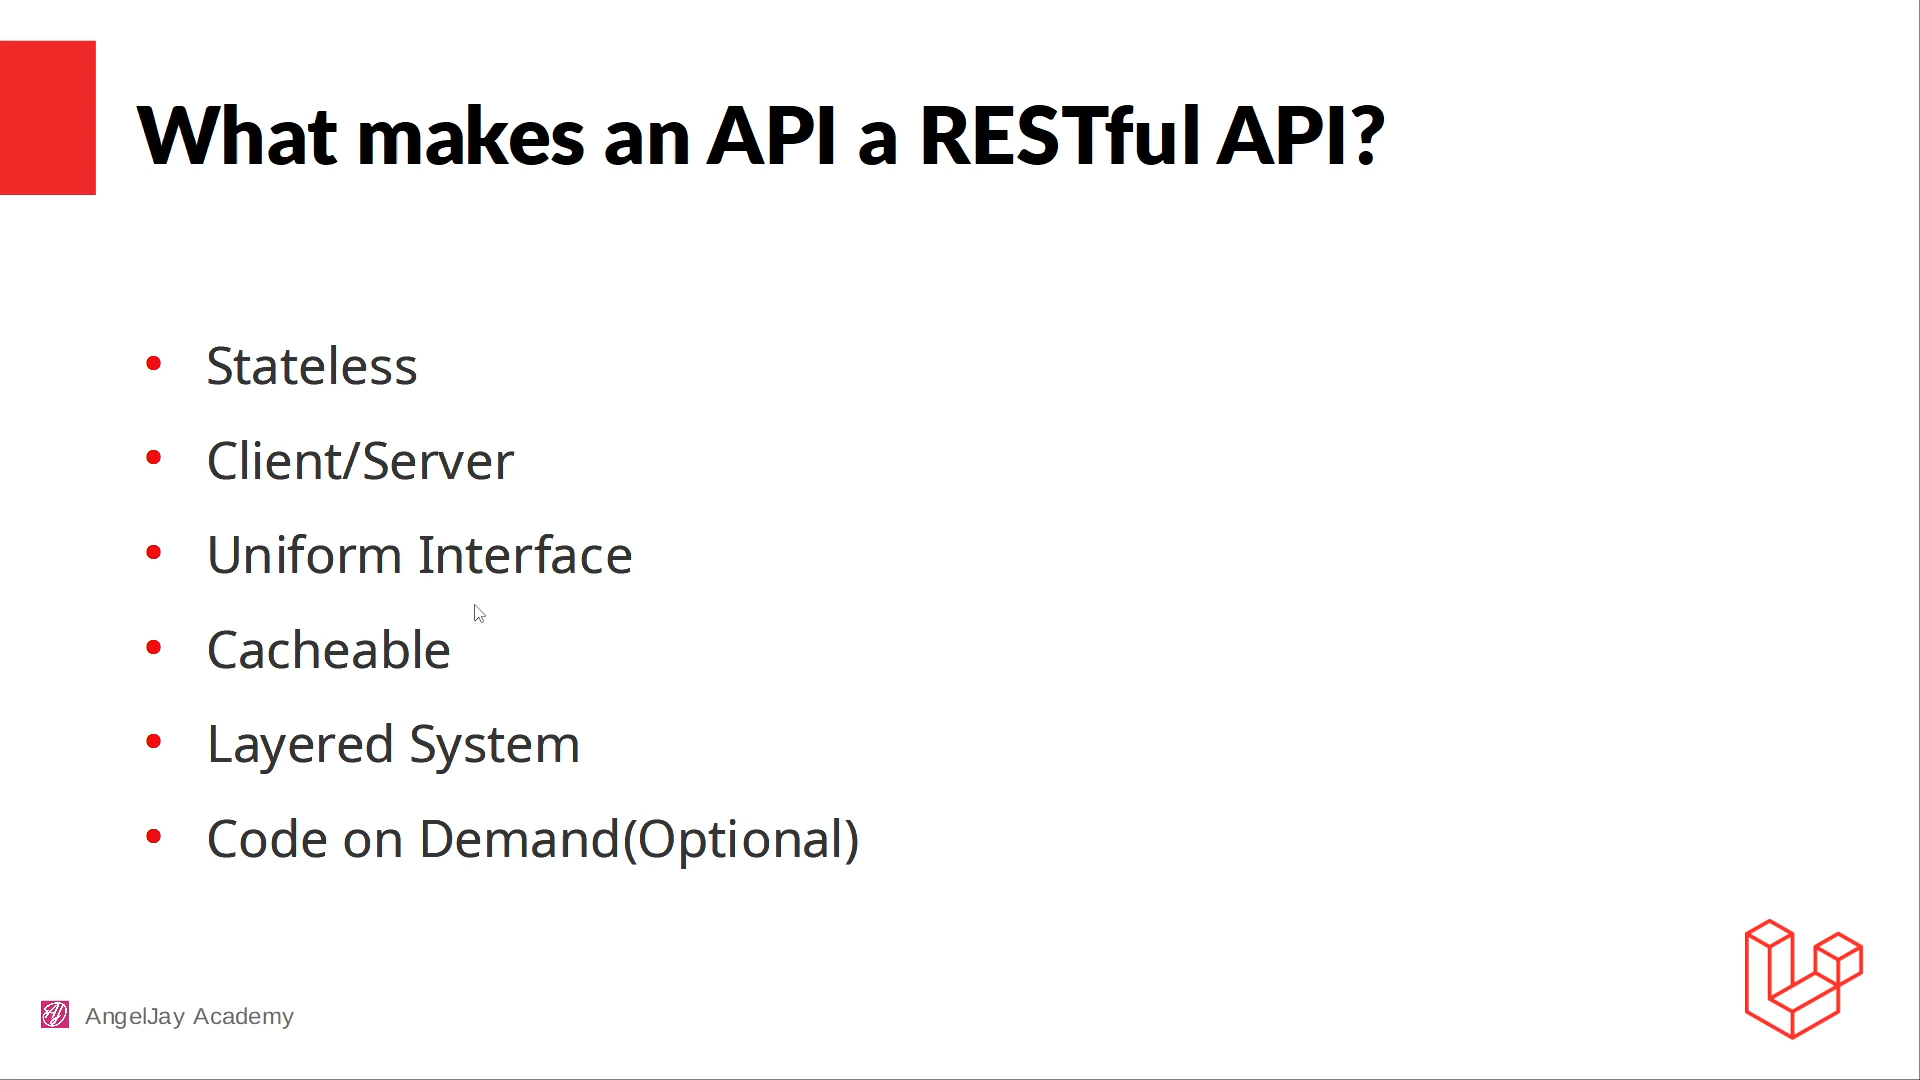 What makes an API a RESTful API?
• Stateless
• Client/Server
• Uniform Interface
• Cacheable
• Layered System
• Code on Demand(Optional)
AngelJay Academy